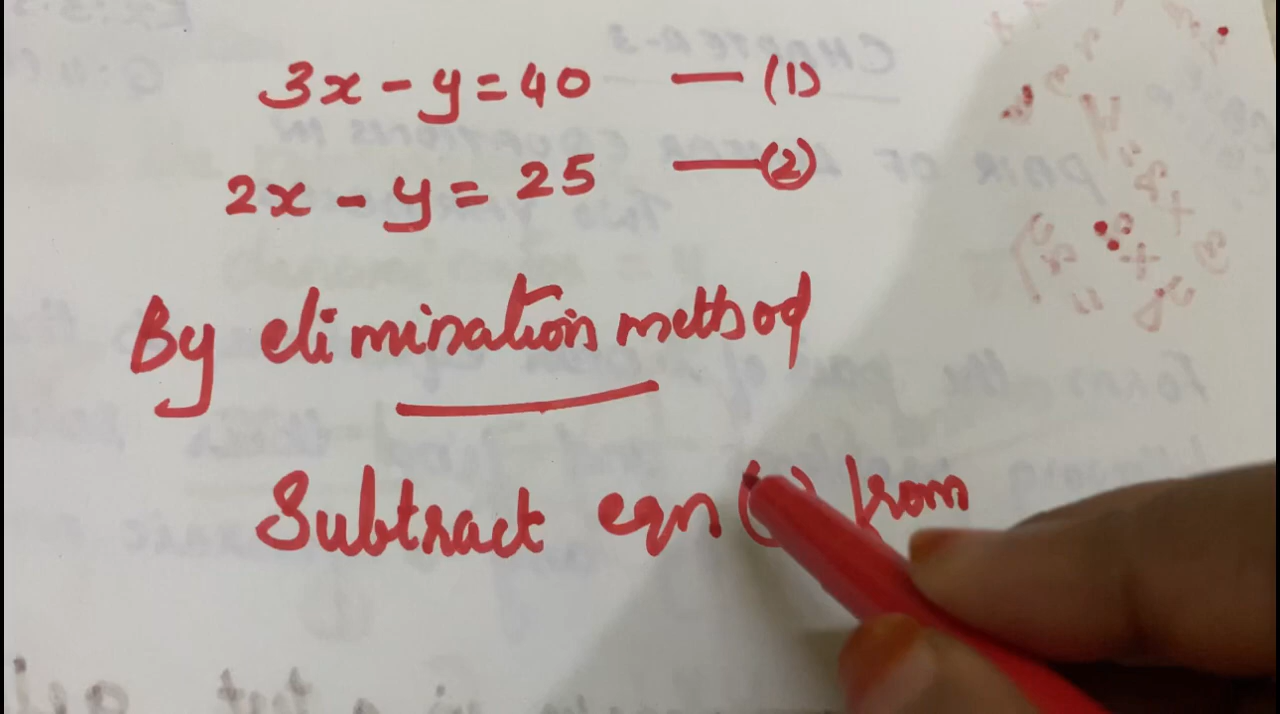 3x - y = 40 — (1)
2x - y = 25 — (2)
By elimination method
Subtract eqn ( ) from